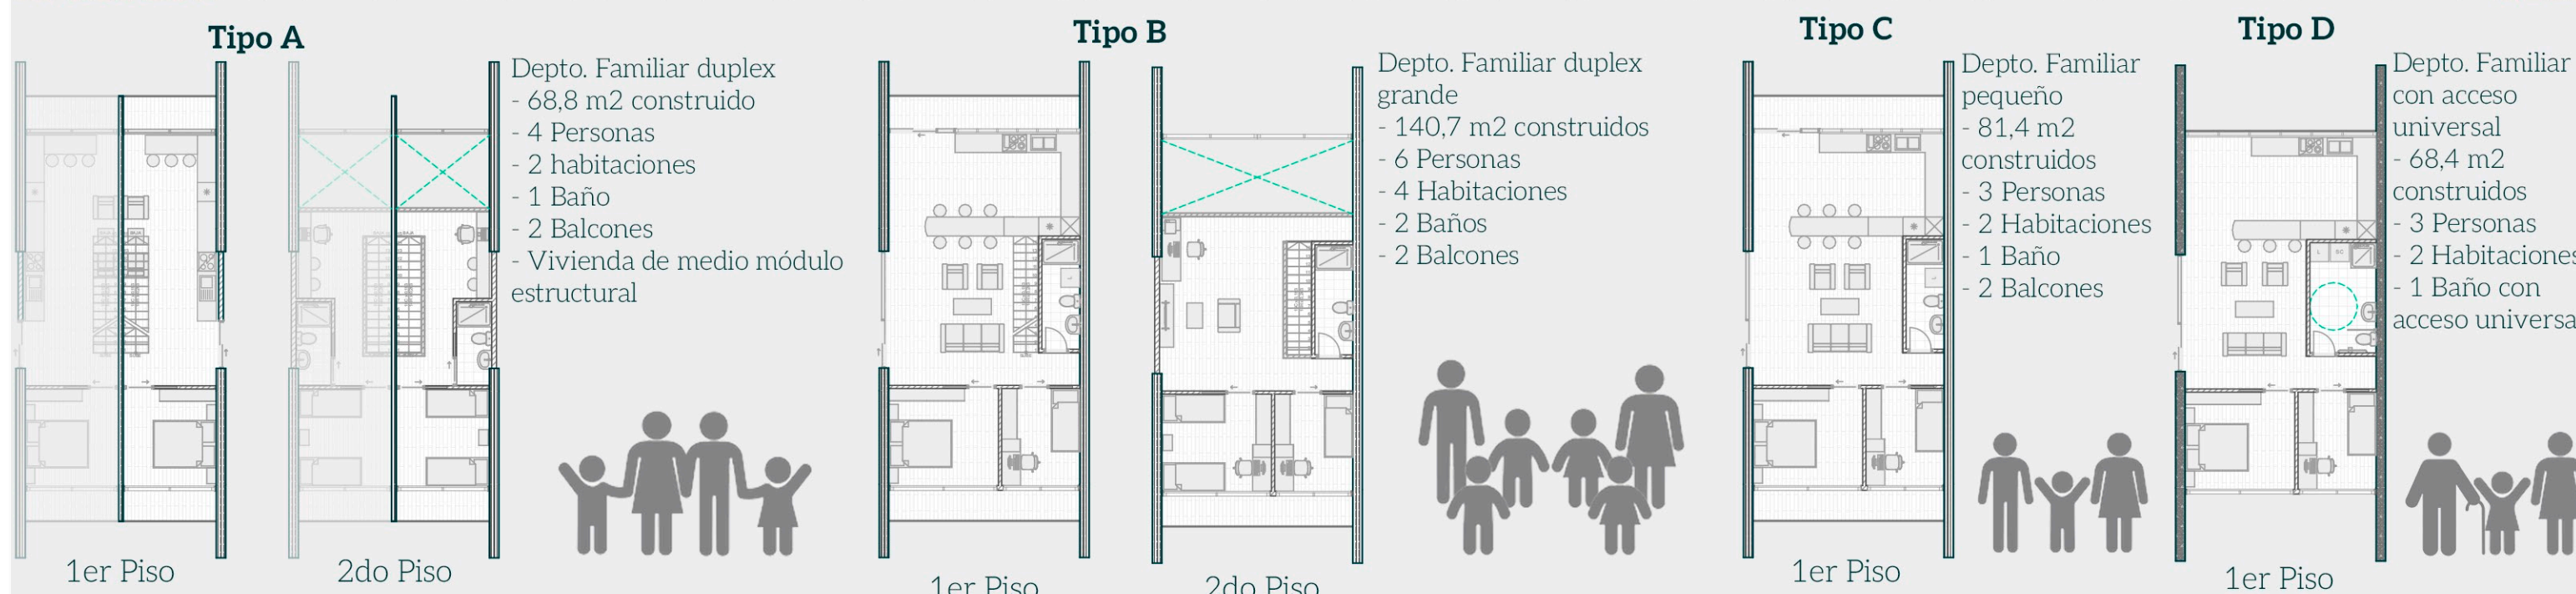 Tipo A
Depto. Familiar duplex
- 68,8 m2 construido
- 4 Personas
- 2 habitaciones
- 1 Baño
- 2 Balcones
- Vivienda de medio módulo
estructural
1er Piso
2do Piso
Tipo B
Depto. Familiar duplex
grande
- 140,7 m2 construidos
- 6 Personas
- 4 Habitaciones
- 2 Baños
- 2 Balcones
1er Piso
2do Piso
Tipo C
Depto. Familiar
pequeño
- 81,4 m2
construidos
- 3 Personas
- 2 Habitaciones
- 1 Baño
- 2 Balcones
1er Piso
Tipo D
Depto. Familiar
con acceso
universal
- 68,4 m2
construidos
- 3 Personas
- 2 Habitaciones
- 1 Baño con
acceso universa
1er Piso